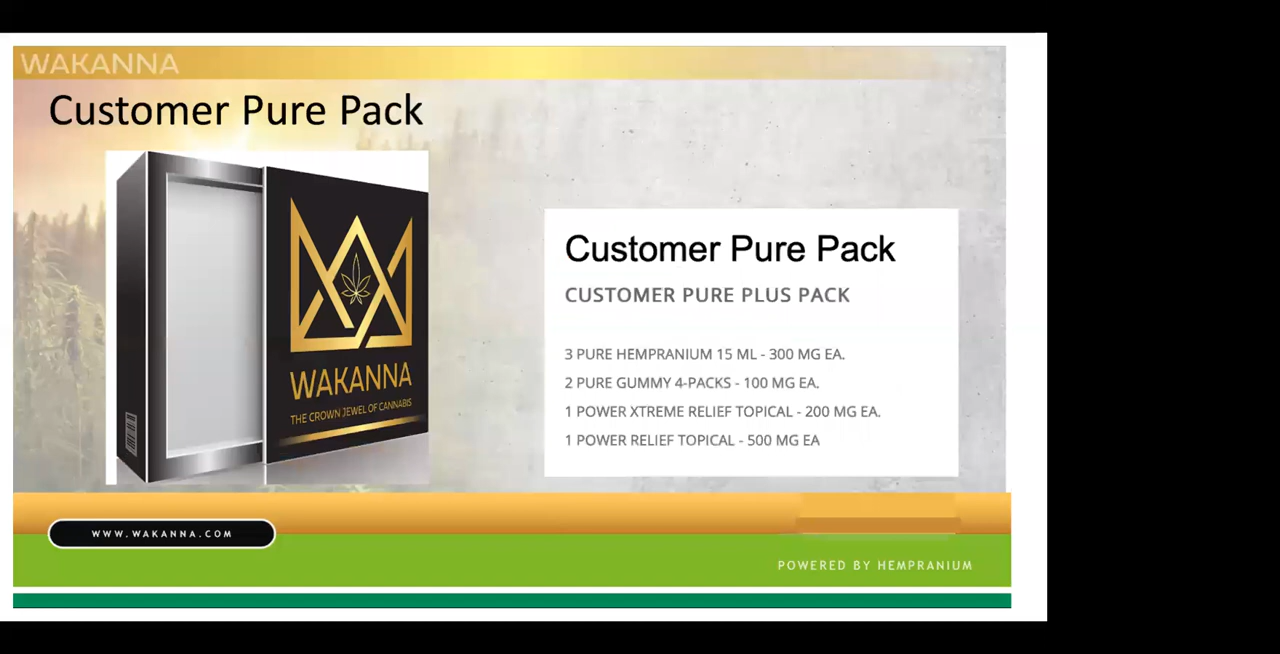 WAKANNA
Customer Pure Pack
WAKANNA
THE CROWN JEWEL OF CANNABIS
Customer Pure Pack
CUSTOMER PURE PLUS PACK
3 PURE HEMPRANIUM 15 ML - 300 MG EA.
2 PURE GUMMY 4-PACKS - 100 MG EA.
1 POWER XTREME RELIEF TOPICAL - 200 MG EA.
1 POWER RELIEF TOPICAL - 500 MG EA
WWW.WAKANNA.COM
POWERED BY HEMPRANIUM